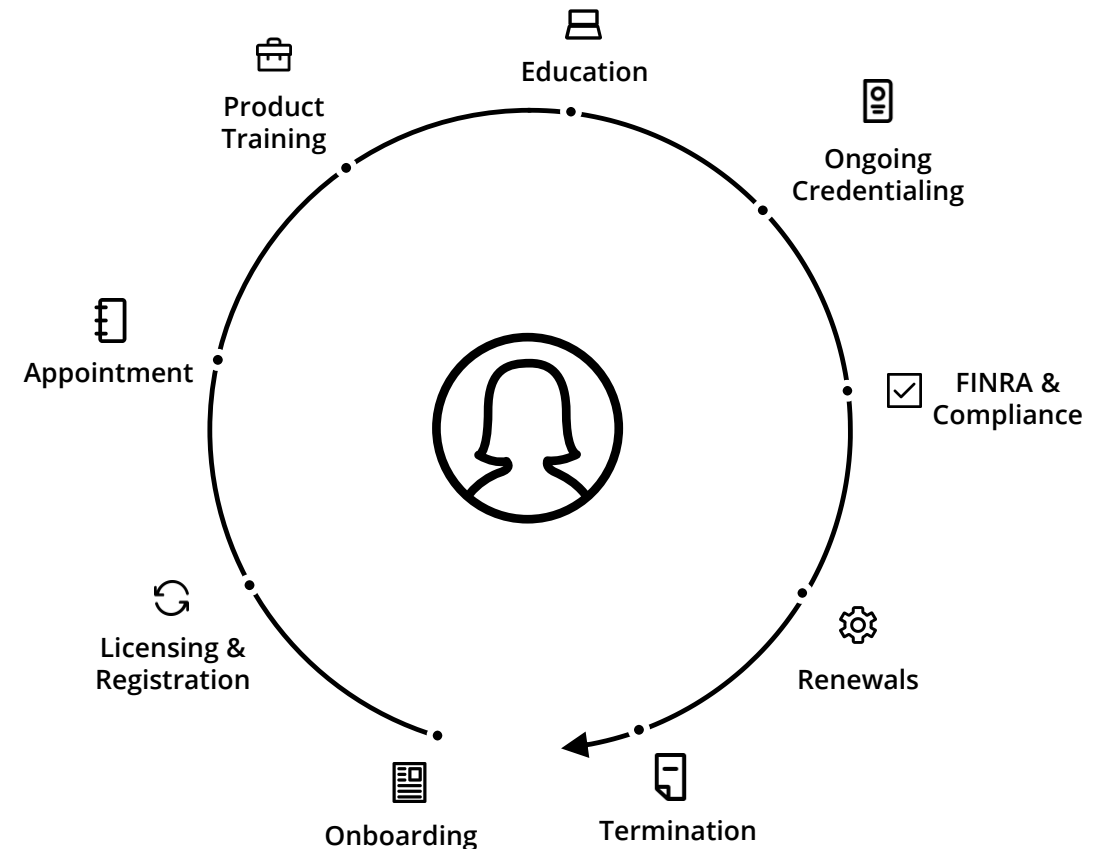 Education
Product
Training
Ongoing
Credentialing
Appointment
FINRA &
Compliance
Licensing &
Registration
Renewals
Onboarding
Termination